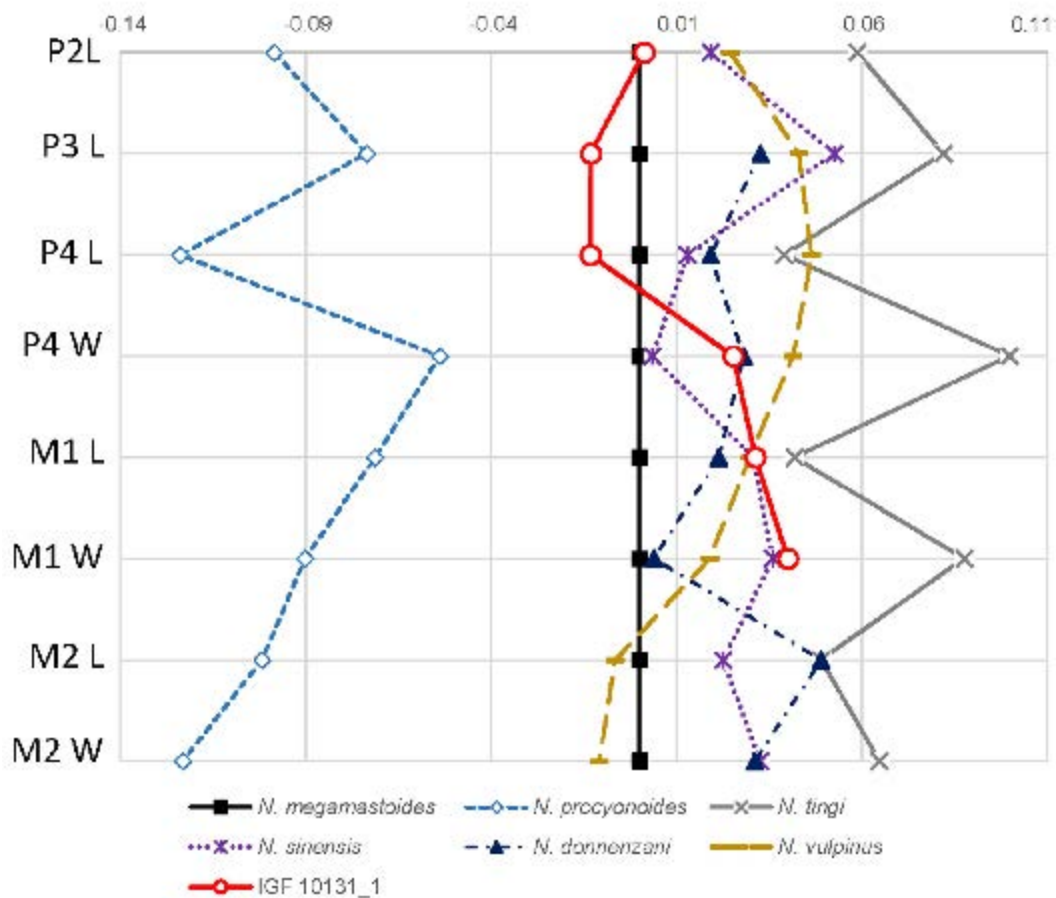 -0.14 -0.09 -0.04 0.01 0.06 0.11
P2L
P3 L
P4 L
P4 W
M1 L
M1 W
M2 L
M2 W
N. megamastoides N. procyonoides N. tingi
N. sinensis N. donnenzani N. vulpinus
IGF 10131_1